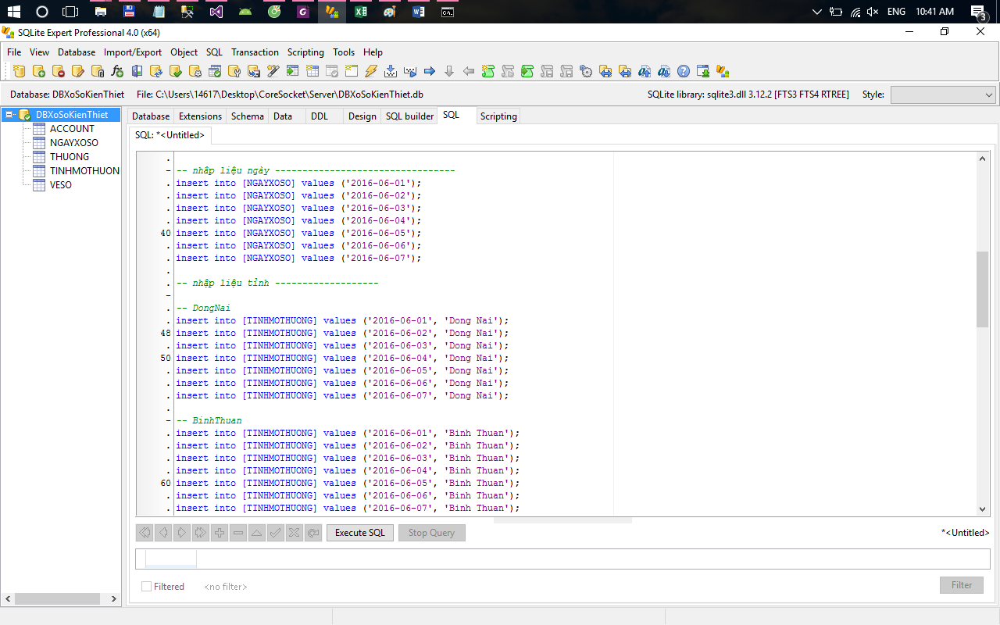 ENG 10:41 AM
3
SQLite Expert Professional 4.0 (x64)
File View Database Import/Export Object SQL Transaction Scripting Tools Help
Database: DBXoSoKienThiet File: C:\Users\14617\Desktop\CoreSocket\Server\DBXoSoKienThiet.db SQLite library: sqlite3.dll 3.12.2 [FTS3 FTS4 RTREE] Style:
DBXoSoKienThiet
ACCOUNT
NGAYXOSO
THUONG
TINHMOTHUON
VESO
Database Extensions Schema Data DDL Design SQL builder SQL Scripting
SQL: *<Untitled>
-- nhập liệu ngày ---------------------------------
insert into [NGAYXOSO] values ('2016-06-01');
insert into [NGAYXOSO] values ('2016-06-02');
insert into [NGAYXOSO] values ('2016-06-03');
insert into [NGAYXOSO] values ('2016-06-04');
40 insert into [NGAYXOSO] values ('2016-06-05');
insert into [NGAYXOSO] values ('2016-06-06');
insert into [NGAYXOSO] values ('2016-06-07');
-- nhập liệu tỉnh -------------------
-- DongNai
insert into [TINHMOTHUONG] values ('2016-06-01', 'Dong Nai');
48 insert into [TINHMOTHUONG] values ('2016-06-02', 'Dong Nai');
insert into [TINHMOTHUONG] values ('2016-06-03', 'Dong Nai');
50 insert into [TINHMOTHUONG] values ('2016-06-04', 'Dong Nai');
insert into [TINHMOTHUONG] values ('2016-06-05', 'Dong Nai');
insert into [TINHMOTHUONG] values ('2016-06-06', 'Dong Nai');
insert into [TINHMOTHUONG] values ('2016-06-07', 'Dong Nai');
-- BinhThuan
insert into [TINHMOTHUONG] values ('2016-06-01', 'Binh Thuan');
insert into [TINHMOTHUONG] values ('2016-06-02', 'Binh Thuan');
insert into [TINHMOTHUONG] values ('2016-06-03', 'Binh Thuan');
insert into [TINHMOTHUONG] values ('2016-06-04', 'Binh Thuan');
60 insert into [TINHMOTHUONG] values ('2016-06-05', 'Binh Thuan');
insert into [TINHMOTHUONG] values ('2016-06-06', 'Binh Thuan');
insert into [TINHMOTHUONG] values ('2016-06-07', 'Binh Thuan');
Execute SQL Stop Query *<Untitled>
Filtered <no filter> Filter